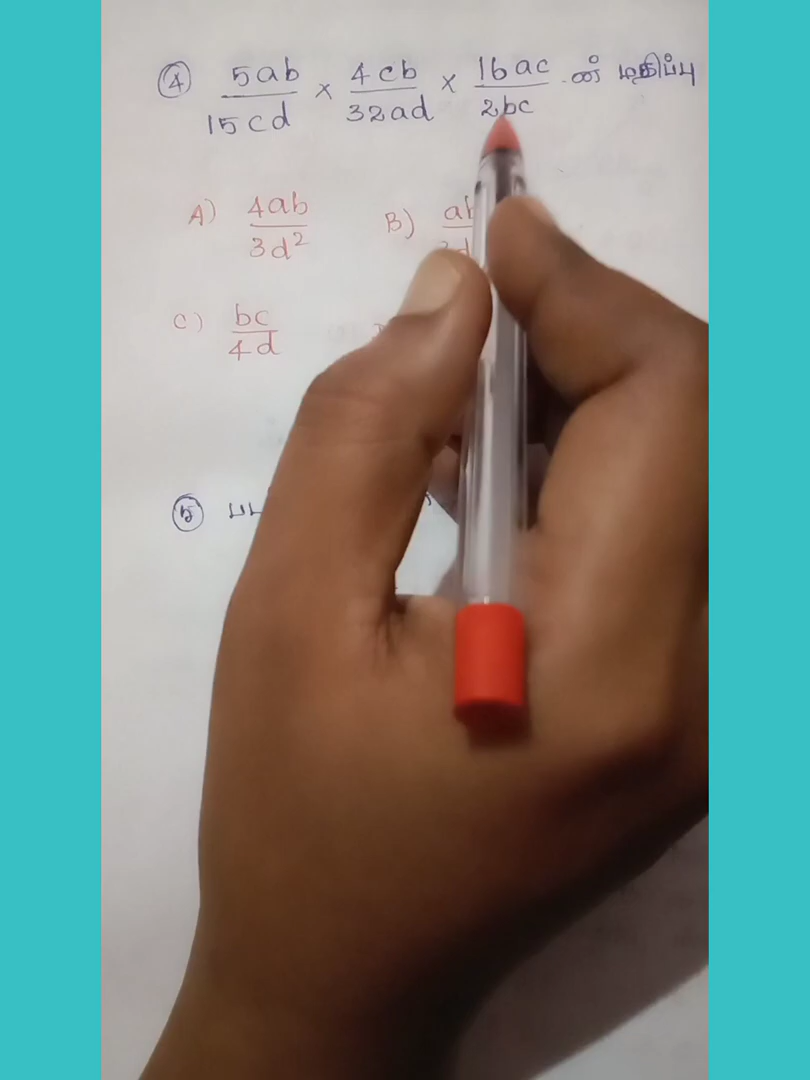 ④ 5ab/15cd × 4cb/32ad × 16ac/2bc -ன் மதிப்பு
A) 4ab/3d² B)
C) bc/4d
⑤